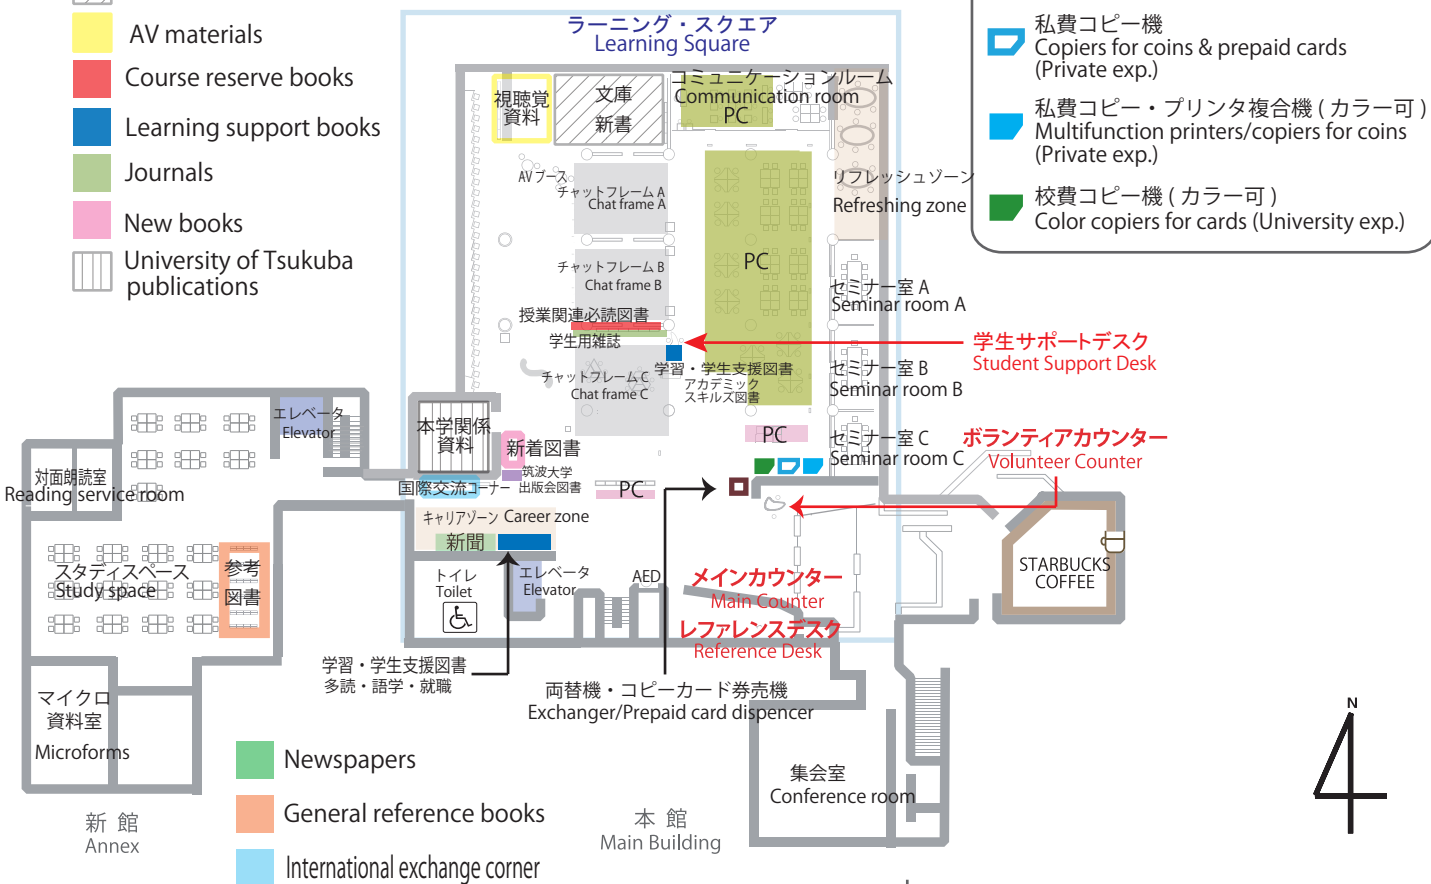 AV materials
Course reserve books
Learning support books
Journals
New books
University of Tsukuba
publications
ラーニング・スクエア
Learning Square
私費コピー機
Copiers for coins & prepaid cards
(Private exp.)
私費コピー・プリンタ複合機 ( カラー可 )
Multifunction printers/copiers for coins
(Private exp.)
校費コピー機 ( カラー可 )
Color copiers for cards (University exp.)
視聴覚
資料
文庫
新書
コミュニケーションルーム
Communication room
PC
AV ブース
チャットフレーム A
Chat frame A
リフレッシュゾーン
Refreshing zone
チャットフレーム B
Chat frame B
PC
セミナー室 A
Seminar room A
授業関連必読図書
学生用雑誌
学生サポートデスク
Student Support Desk
チャットフレーム C
Chat frame C
学習・学生支援図書
アカデミック
スキルズ図書
セミナー室 B
Seminar room B
エレベータ
Elevator
本学関係
資料
新着図書
PC
セミナー室 C
Seminar room C
ボランティアカウンター
Volunteer Counter
対面朗読室
Reading service room
国際交流コーナー
筑波大学
出版会図書
PC
キャリアゾーン Career zone
新聞
スタディスペース
Study space
参考
図書
トイレ
Toilet
エレベータ
Elevator
AED
メインカウンター
Main Counter
レファレンスデスク
Reference Desk
STARBUCKS
COFFEE
学習・学生支援図書
多読・語学・就職
両替機・コピーカード券売機
Exchanger/Prepaid card dispencer
マイクロ
資料室
Microforms
集会室
Conference room
N
新 館
Annex
本 館
Main Building
Newspapers
General reference books
International exchange corner